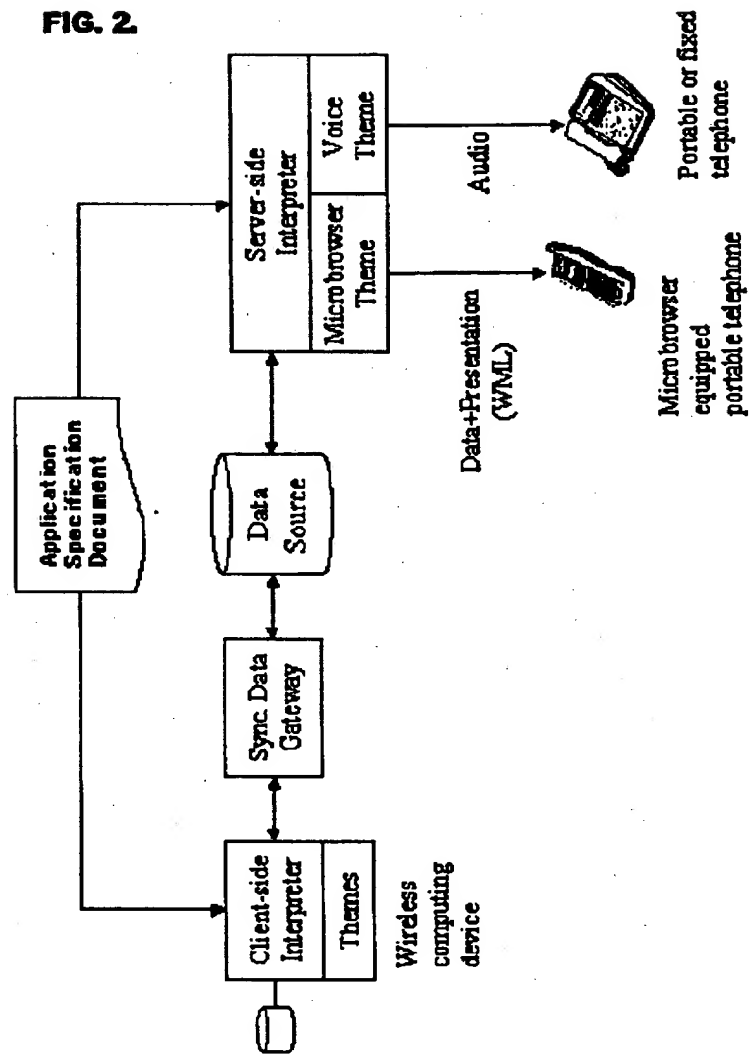 FIG. 2.
Application
Specification
Document
Client-side
Interpreter
Themes
Wireless
computing
device
Sync. Data
Gateway
Data
Source
Server-side
Interpreter
Microbrowser
Theme
Voice
Theme
Data+Presentation
(WML)
Audio
Microbrowser
equipped
portable telephone
Portable or fixed
telephone